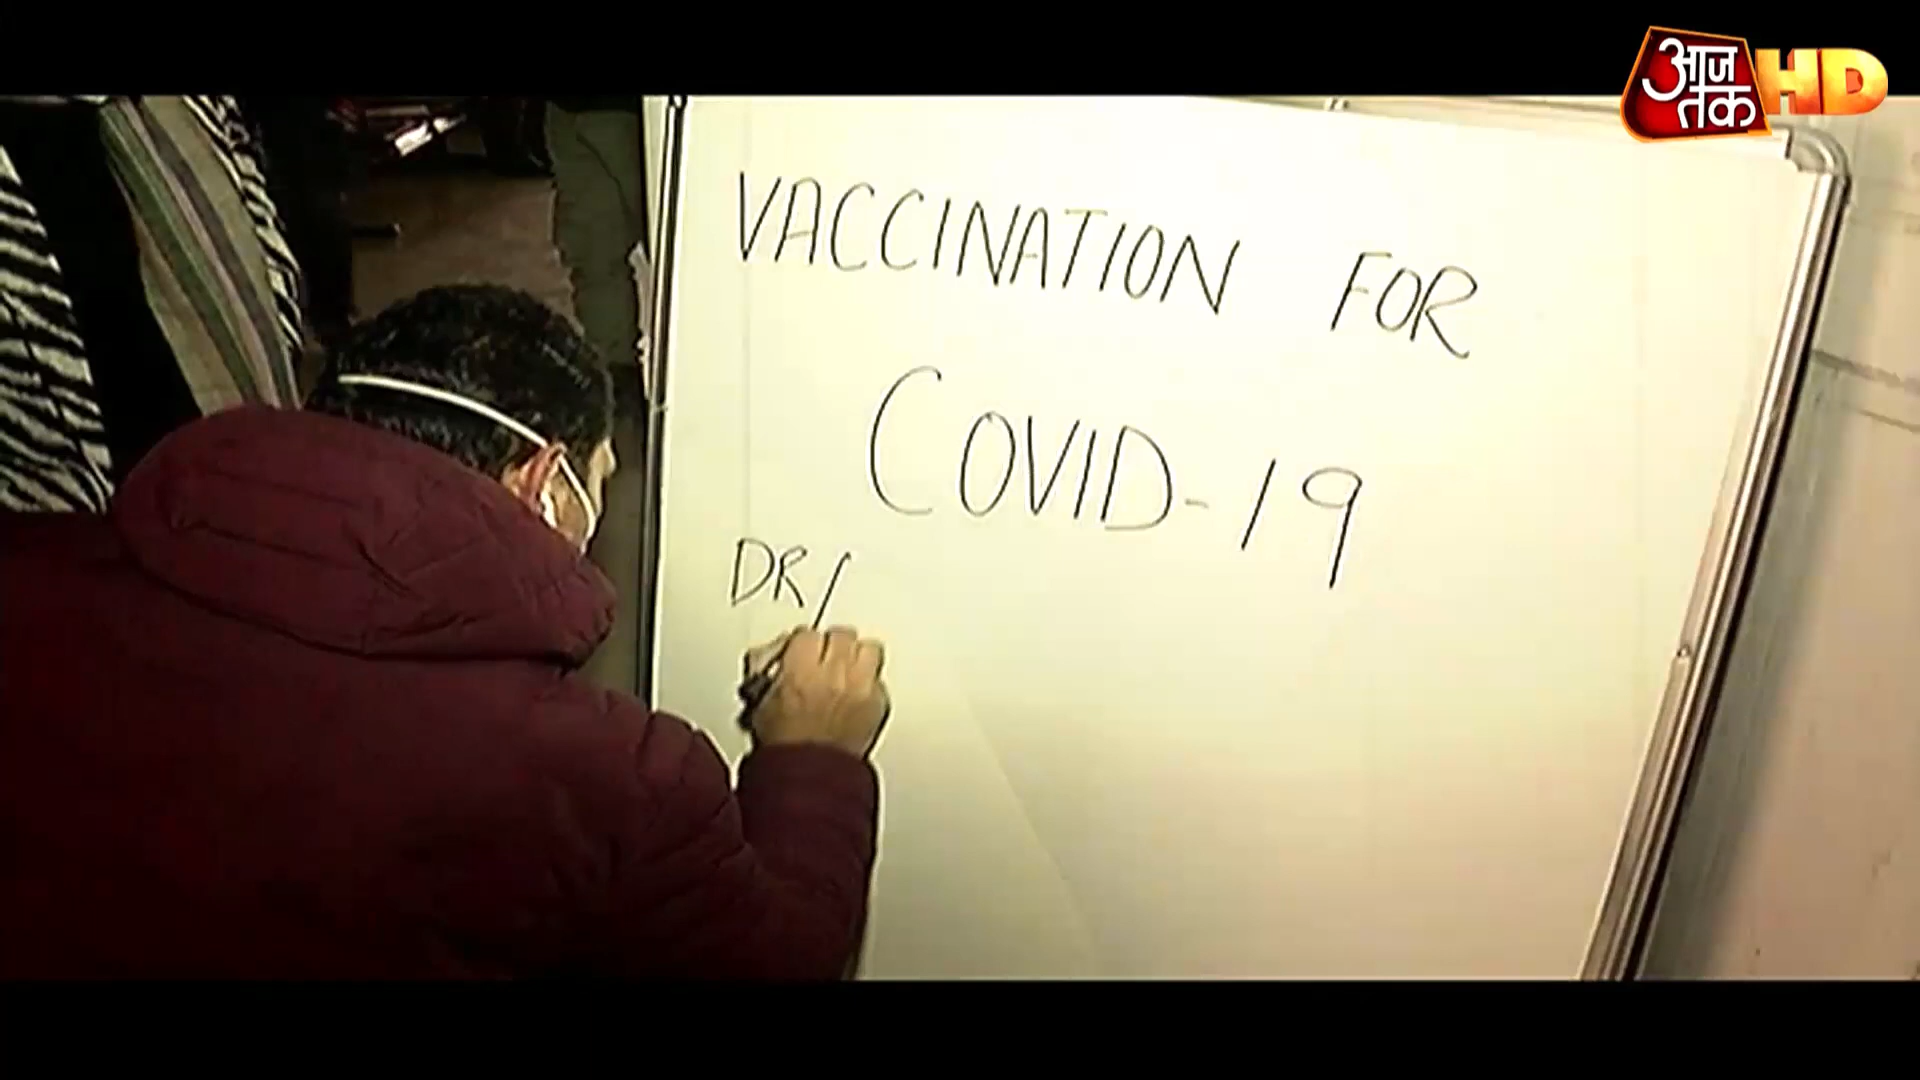 आज
तक HD
VACCINATION FOR
COVID-19
DR/